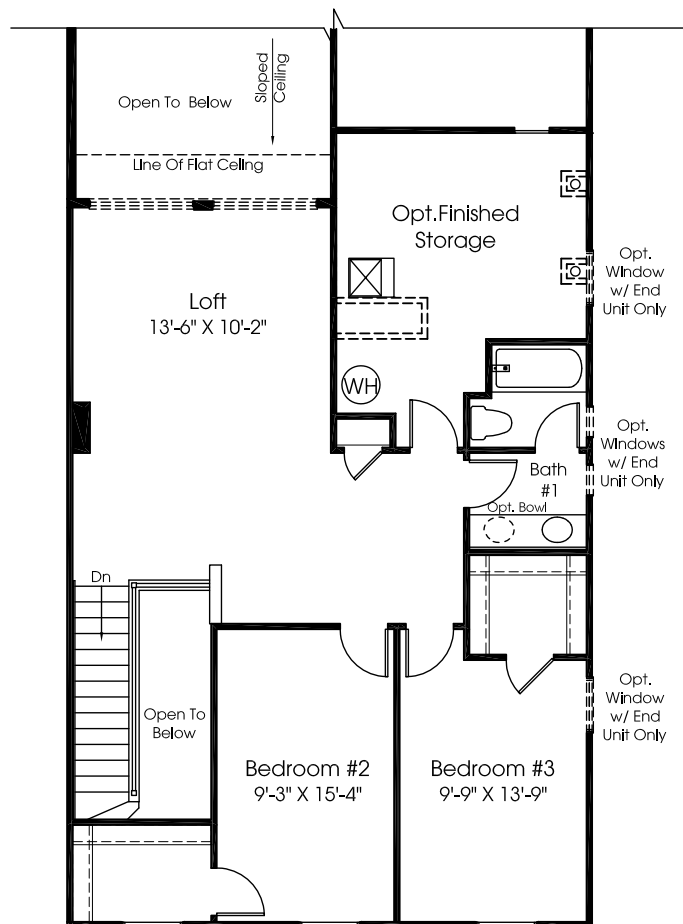 Open To Below
Sloped
Ceiling
Line Of Flat Celing
Opt.Finished
Storage
Opt.
Window
w/ End
Unit Only
Loft
13'-6" X 10'-2"
WH
Opt.
Windows
w/ End
Unit Only
Bath
#1
Opt. Bowl
Dn
Open To
Below
Opt.
Window
w/ End
Unit Only
Bedroom #2
9'-3" X 15'-4"
Bedroom #3
9'-9" X 13'-9"